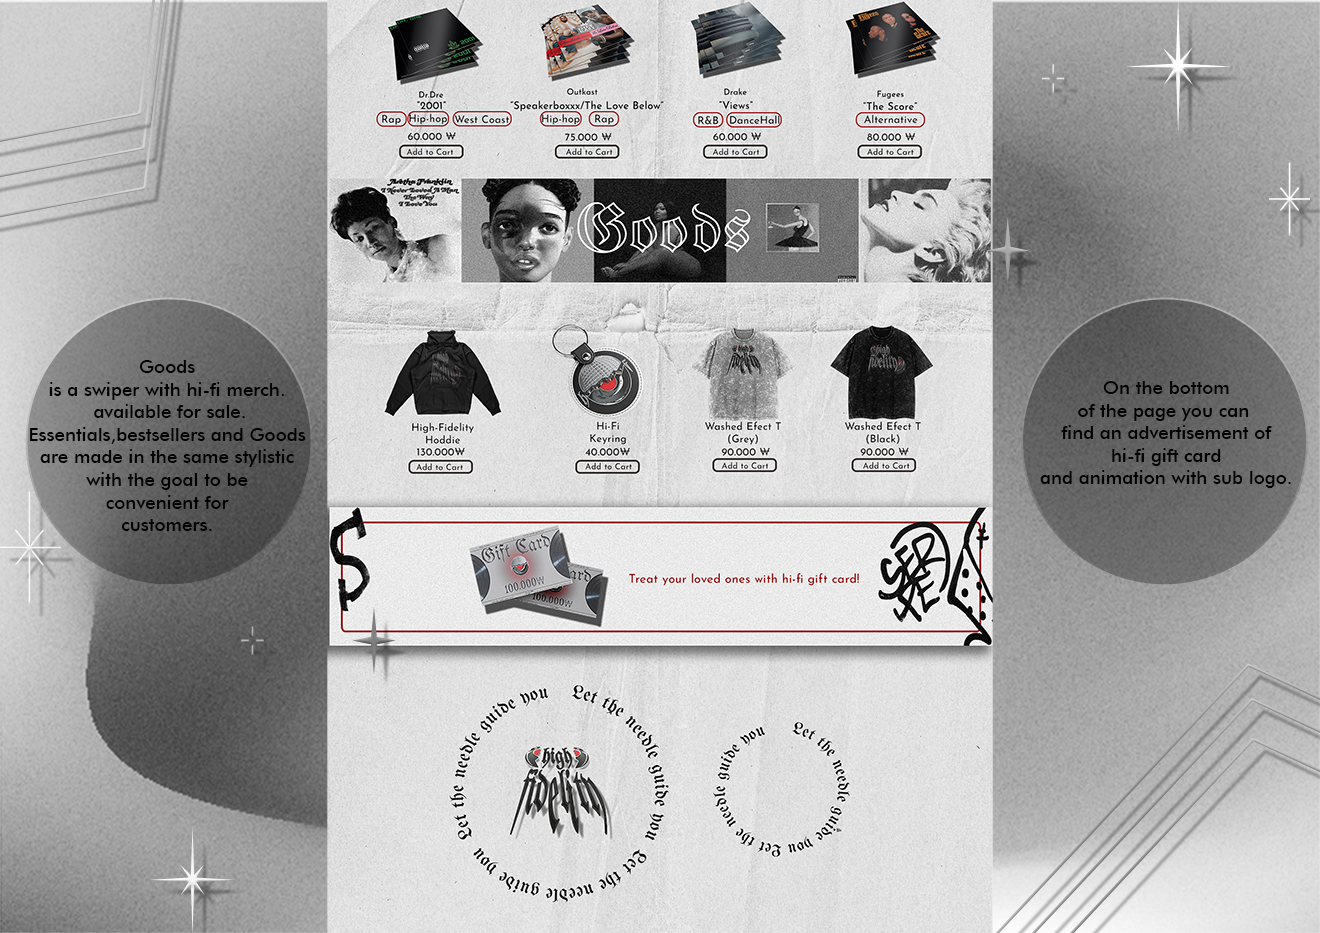 Dr.Dre
"2001"
Rap Hip-hop West Coast
60.000 ₩
Add to Cart
Outkast
"Speakerboxxx/The Love Below"
Hip-hop Rap
75.000 ₩
Add to Cart
Drake
"Views"
R&B DanceHall
60.000 ₩
Add to Cart
Fugees
"The Score"
Alternative
80.000 ₩
Add to Cart
Aretha Franklin
I Never Loved A Man
The Way
I Love You
Goods
Goods
is a swiper with hi-fi merch.
available for sale.
Essentials,bestsellers and Goods
are made in the same stylistic
with the goal to be
convenient for
customers.
High-Fidelity
Hoddie
130.000₩
Add to Cart
Hi-Fi
Keyring
40.000₩
Add to Cart
Washed Efect T
(Grey)
90.000 ₩
Add to Cart
Washed Efect T
(Black)
90.000 ₩
Add to Cart
On the bottom
of the page you can
find an advertisement of
hi-fi gift card
and animation with sub logo.
Gift Card
100.000₩
ard
100.000₩
Treat your loved ones with hi-fi gift card!
Let the needle guide you Let the needle guide you Let the needle guide you
high
fidelity
Let the needle guide you Let the needle guide you